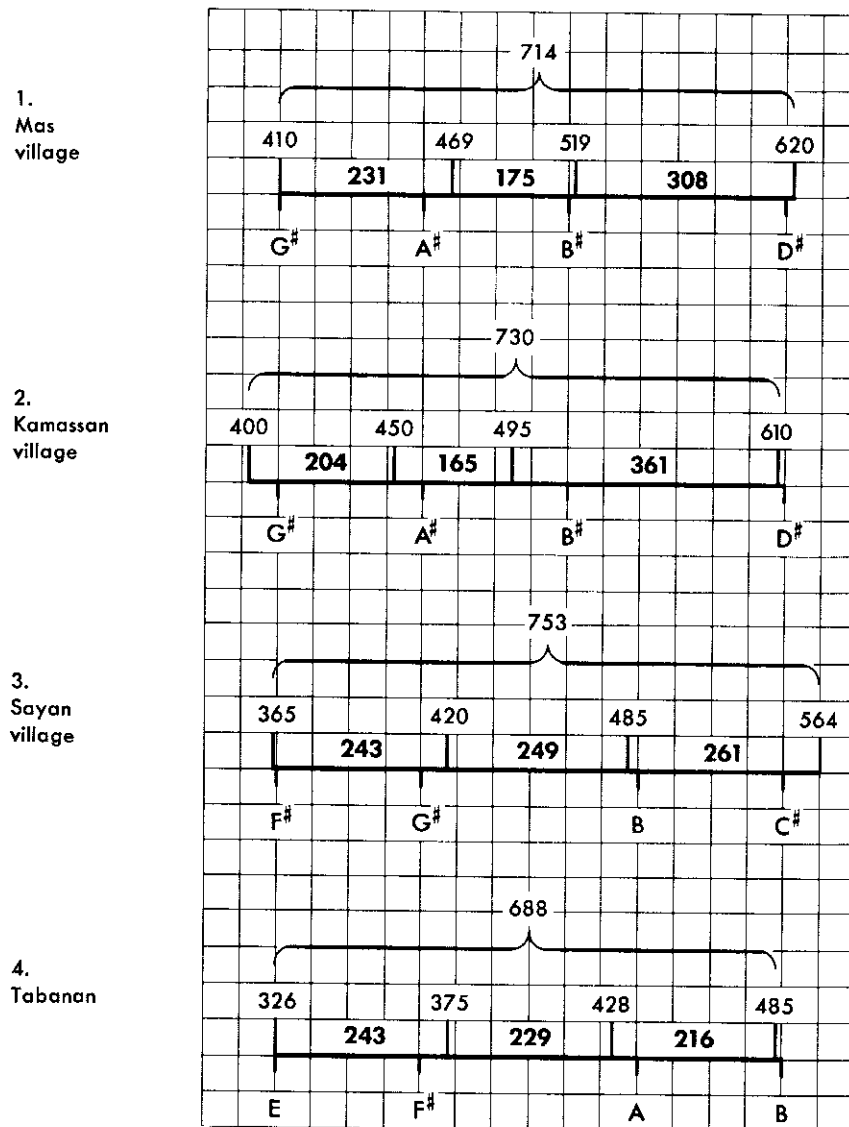 714
1.
Mas
village
410 469 519 620
231 175 308
G# A# B# D#
730
2.
Kamassan
village
400 450 495 610
204 165 361
G# A# B# D#
753
3.
Sayan
village
365 420 485 564
243 249 261
F# G# B C#
688
4.
Tabanan
326 375 428 485
243 229 216
E F# A B